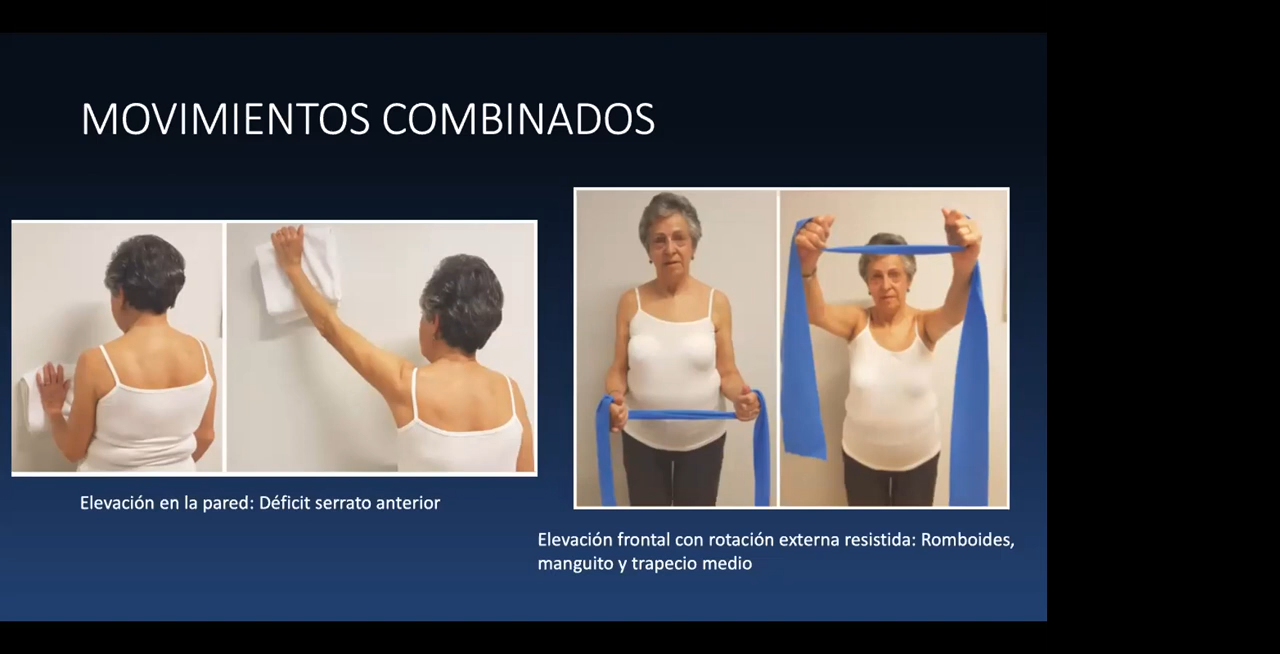 MOVIMIENTOS COMBINADOS
Elevación en la pared: Déficit serrato anterior
Elevación frontal con rotación externa resistida: Romboides,
manguito y trapecio medio